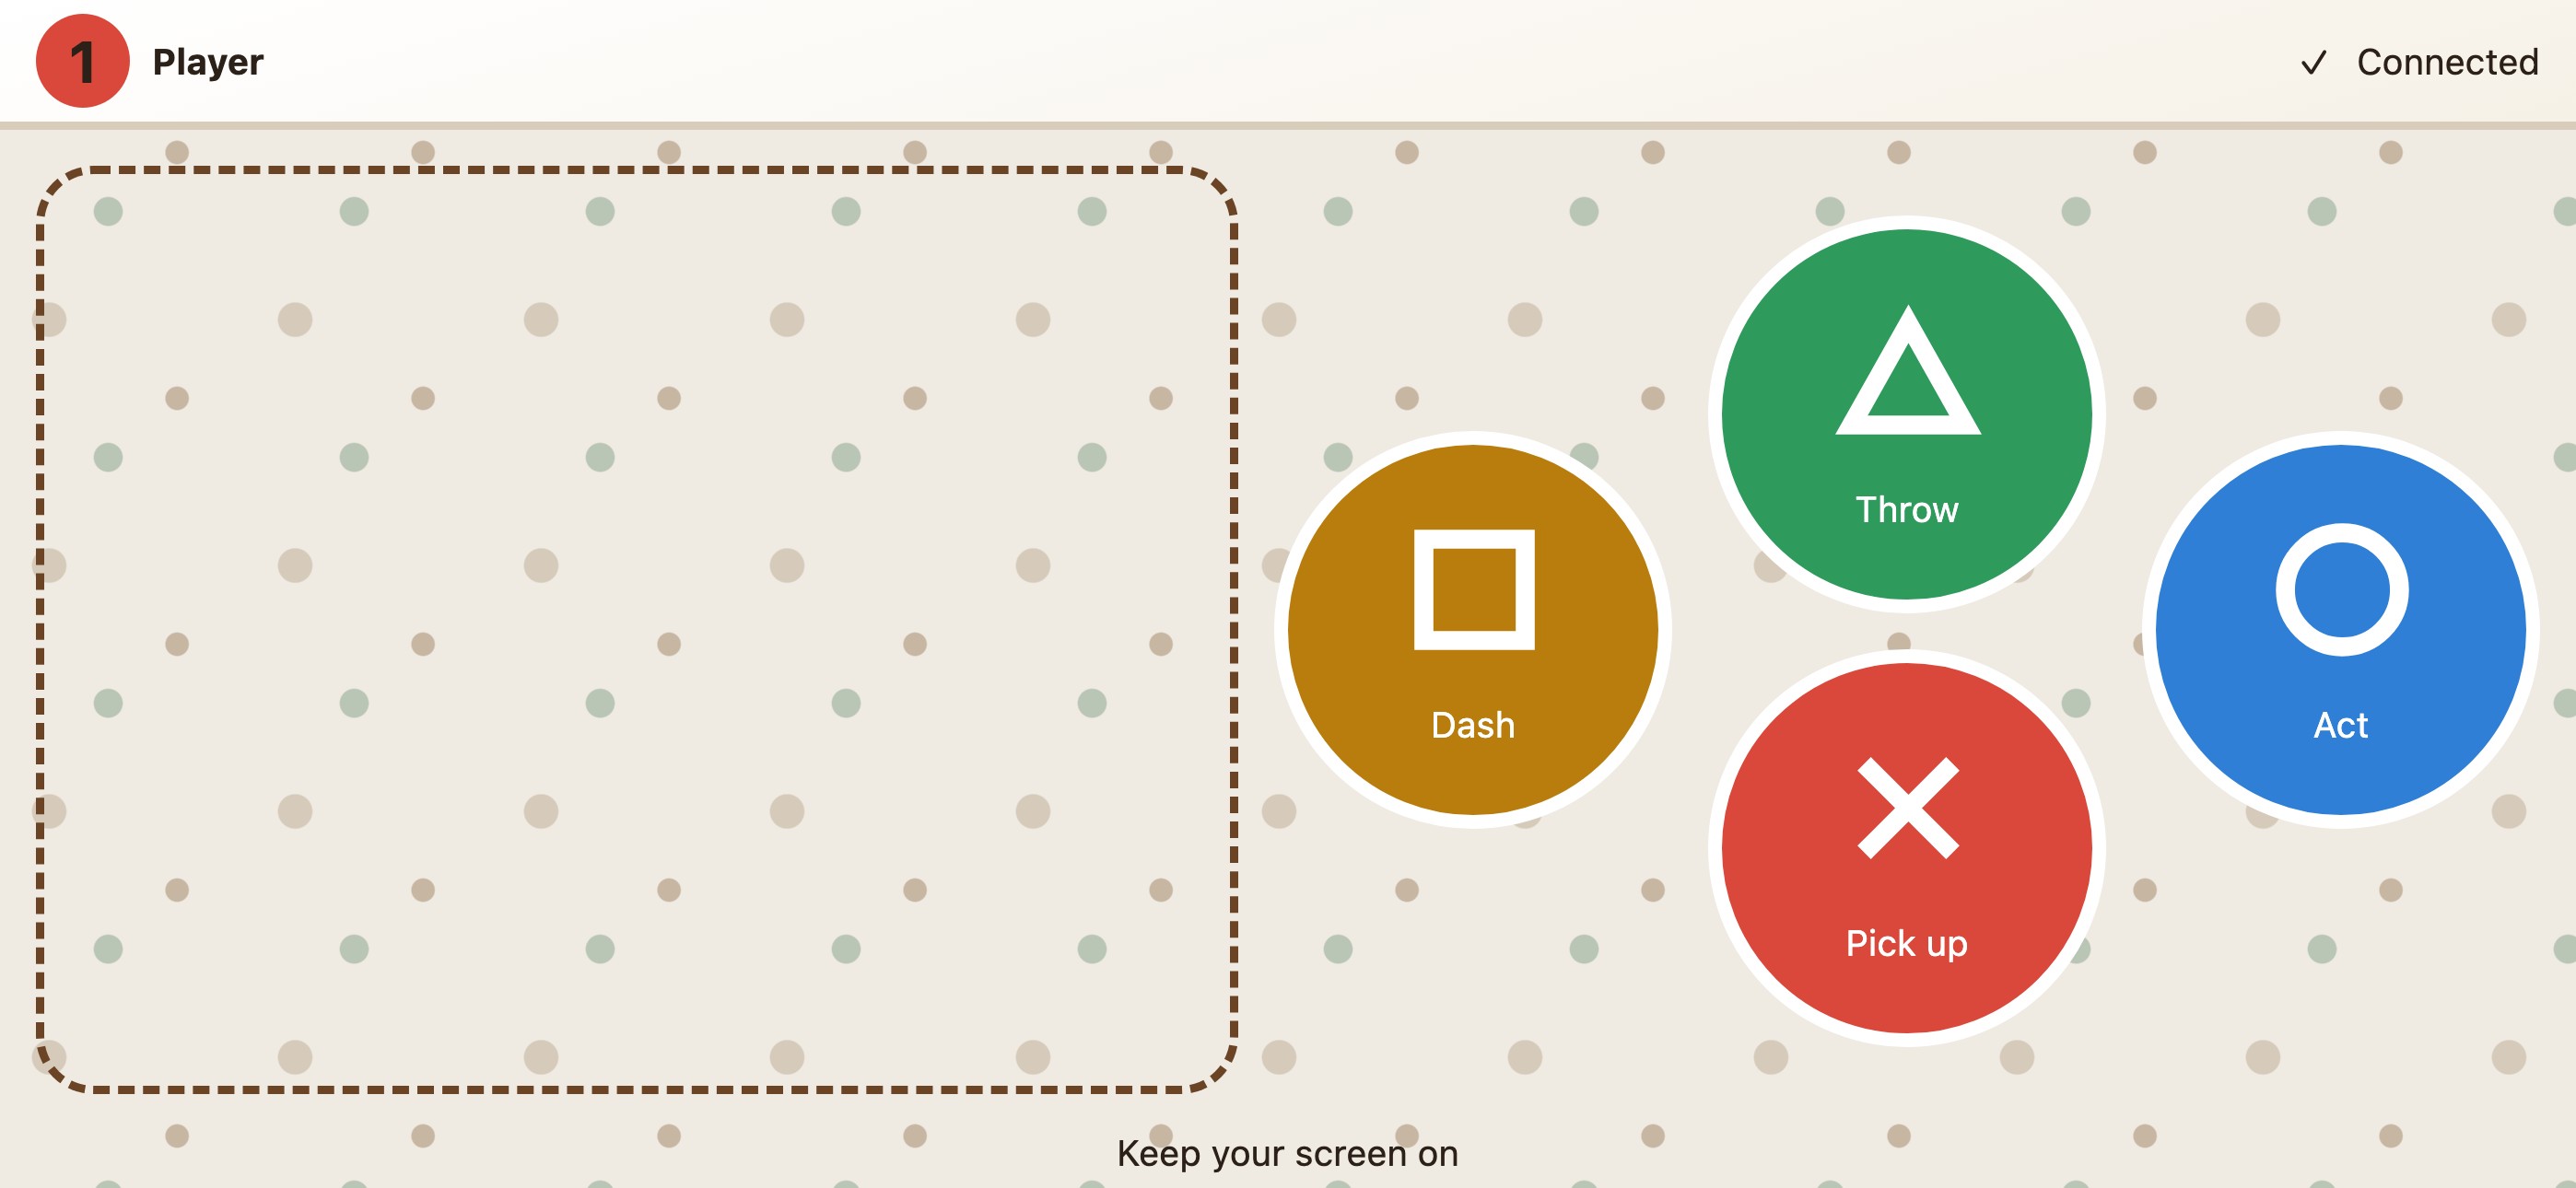 1 Player
✓ Connected
Throw
Dash
Act
Pick up
Keep your screen on